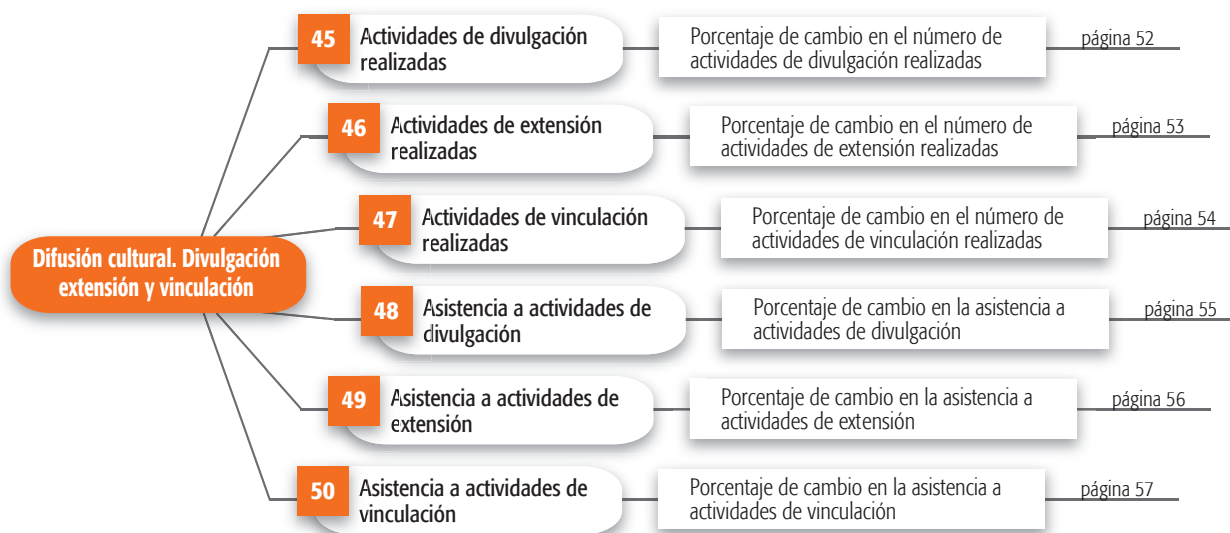 45
Actividades de divulgación
realizadas
Porcentaje de cambio en el número de
actividades de divulgación realizadas
página 52
46
Actividades de extensión
realizadas
Porcentaje de cambio en el número de
actividades de extensión realizadas
página 53
47
Actividades de vinculación
realizadas
Porcentaje de cambio en el número de
actividades de vinculación realizadas
página 54
Difusión cultural. Divulgación
extensión y vinculación
48
Asistencia a actividades de
divulgación
Porcentaje de cambio en la asistencia a
actividades de divulgación
página 55
49
Asistencia a actividades de
extensión
Porcentaje de cambio en la asistencia a
actividades de extensión
página 56
50
Asistencia a actividades de
vinculación
Porcentaje de cambio en la asistencia a
actividades de vinculación
página 57